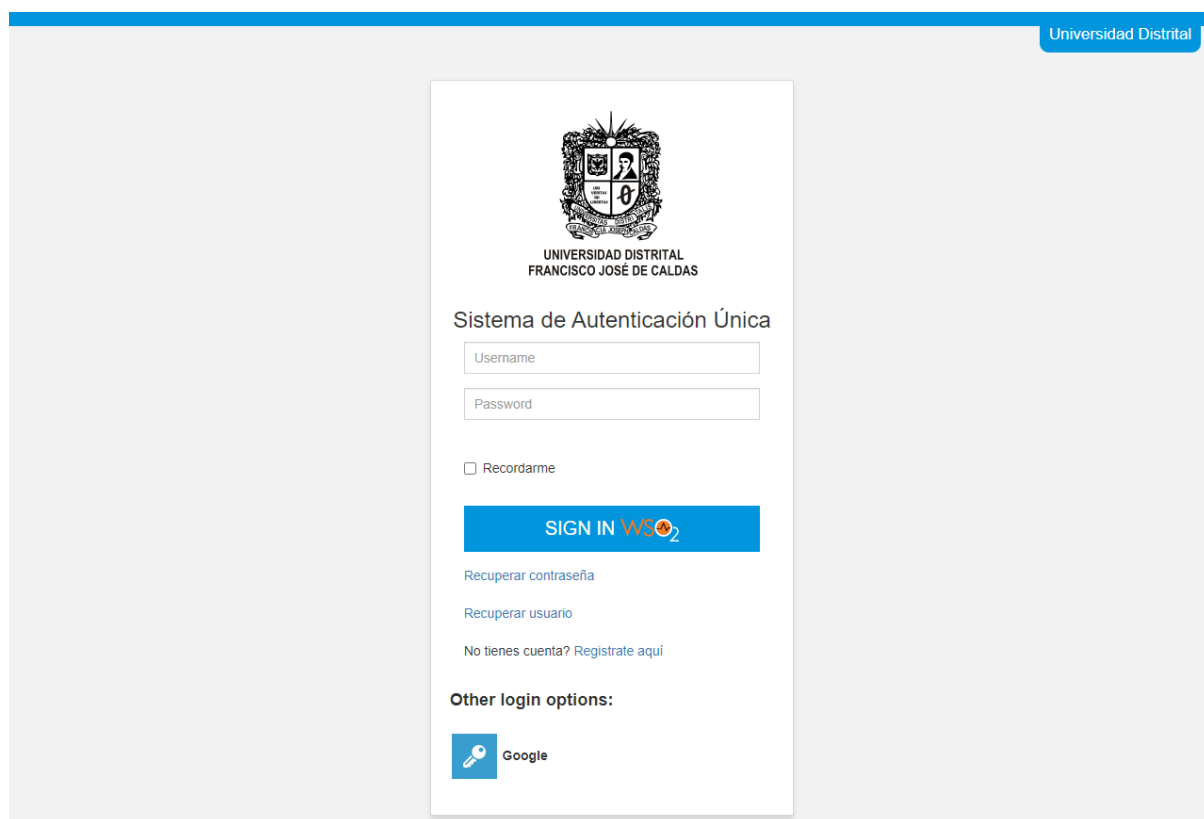 Universidad Distrital
UNIVERSIDAD DISTRITAL
FRANCISCO JOSÉ DE CALDAS
Sistema de Autenticación Única
Username
Password
Recordarme
SIGN IN WSO2
Recuperar contraseña
Recuperar usuario
No tienes cuenta? Registrate aquí
Other login options:
Google